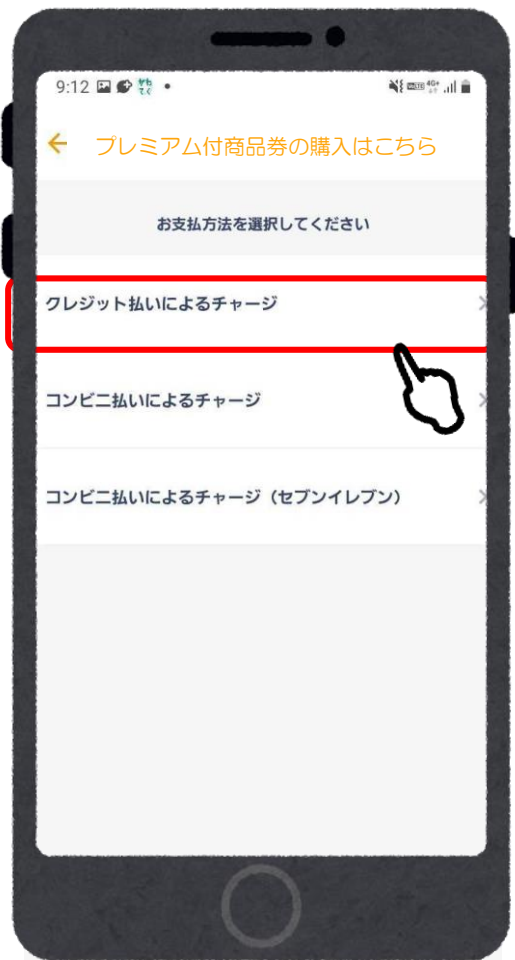 9:12
プレミアム付商品券の購入はこちら
お支払方法を選択してください
クレジット払いによるチャージ
コンビニ払いによるチャージ
コンビニ払いによるチャージ（セブンイレブン）